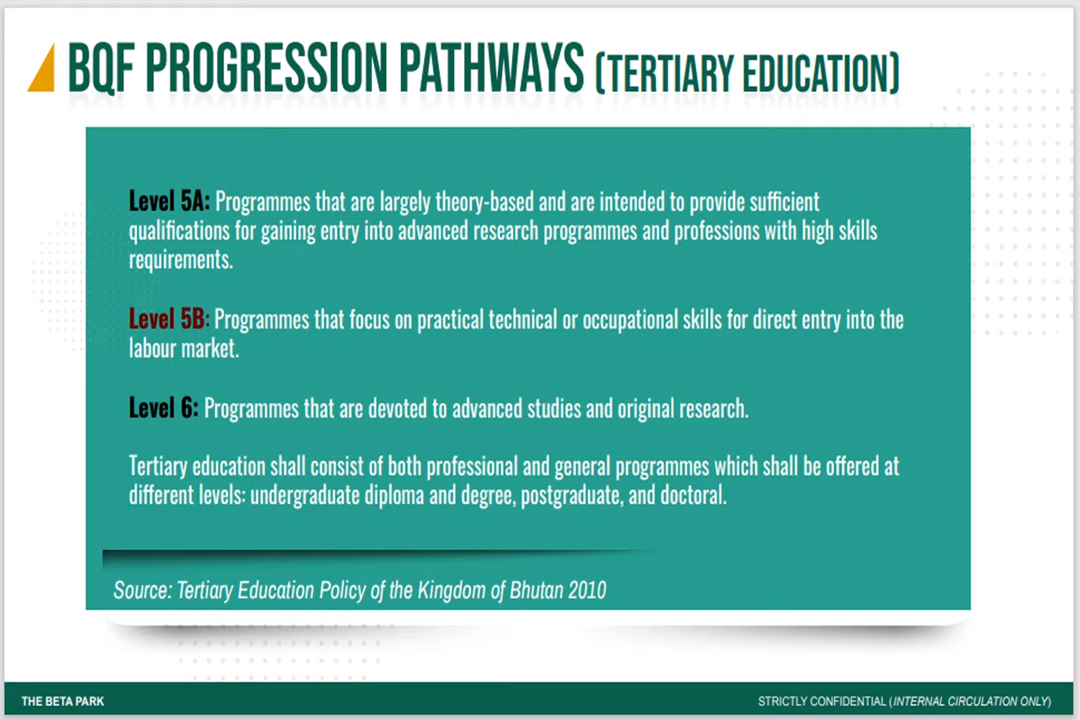 BQF PROGRESSION PATHWAYS (TERTIARY EDUCATION)
Level 5A: Programmes that are largely theory-based and are intended to provide sufficient
qualifications for gaining entry into advanced research programmes and professions with high skills
requirements.
Level 5B: Programmes that focus on practical technical or occupational skills for direct entry into the
labour market.
Level 6: Programmes that are devoted to advanced studies and original research.
Tertiary education shall consist of both professional and general programmes which shall be offered at
different levels: undergraduate diploma and degree, postgraduate, and doctoral.
Source: Tertiary Education Policy of the Kingdom of Bhutan 2010
THE BETA PARK
STRICTLY CONFIDENTIAL (INTERNAL CIRCULATION ONLY)